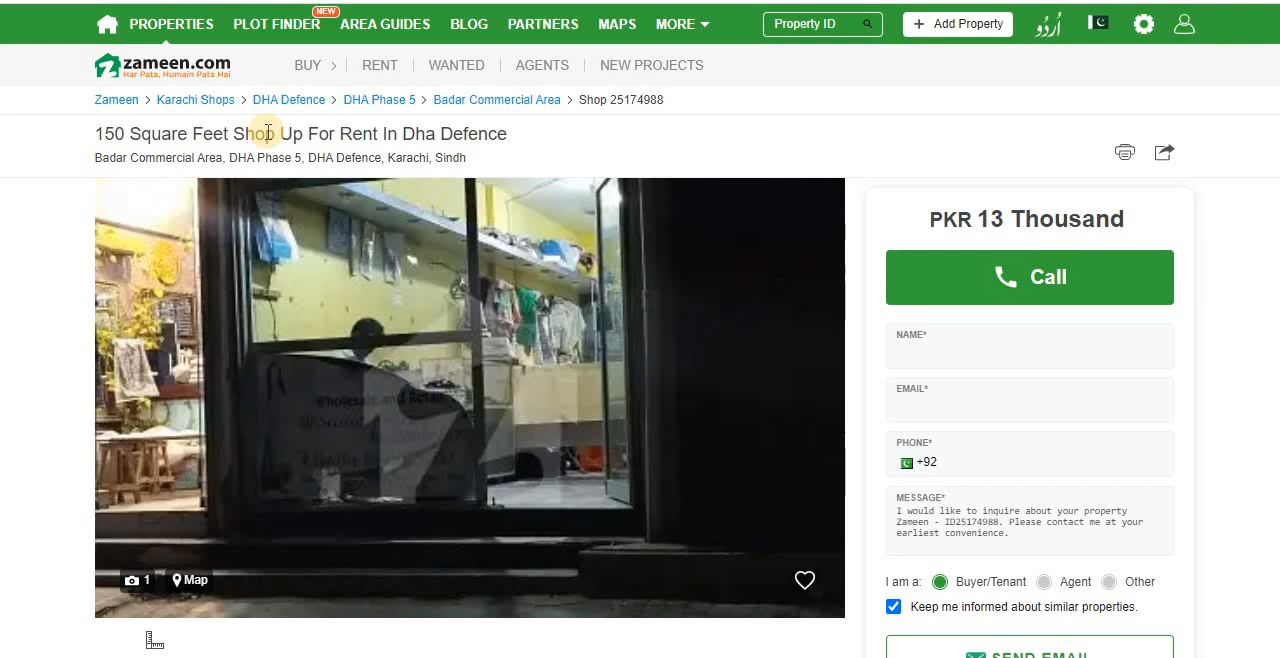 NEW
PROPERTIES PLOT FINDER AREA GUIDES BLOG PARTNERS MAPS MORE Property ID + Add Property اُردُو
zameen.com
Har Pata, Humain Pata Hai
BUY RENT WANTED AGENTS NEW PROJECTS
Zameen > Karachi Shops > DHA Defence > DHA Phase 5 > Badar Commercial Area > Shop 25174988
150 Square Feet Shop Up For Rent In Dha Defence
Badar Commercial Area, DHA Phase 5, DHA Defence, Karachi, Sindh
Wholesale and Retail
1 Map
PKR 13 Thousand
Call
NAME*
EMAIL*
PHONE*
+92
MESSAGE*
I would like to inquire about your property
Zameen - ID25174988. Please contact me at your
earliest convenience.
I am a: Buyer/Tenant Agent Other
Keep me informed about similar properties.
SEND EMAIL